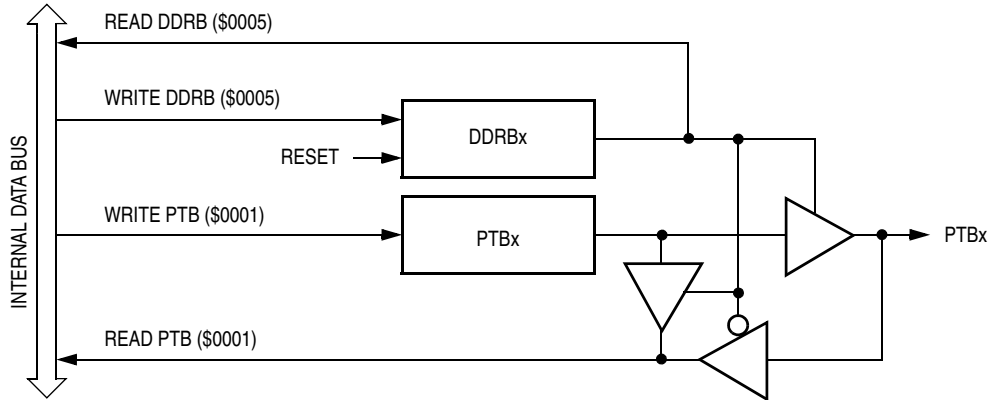 READ DDRB ($0005)
WRITE DDRB ($0005)
DDRBx
RESET
WRITE PTB ($0001)
PTBx
PTBx
READ PTB ($0001)
INTERNAL DATA BUS